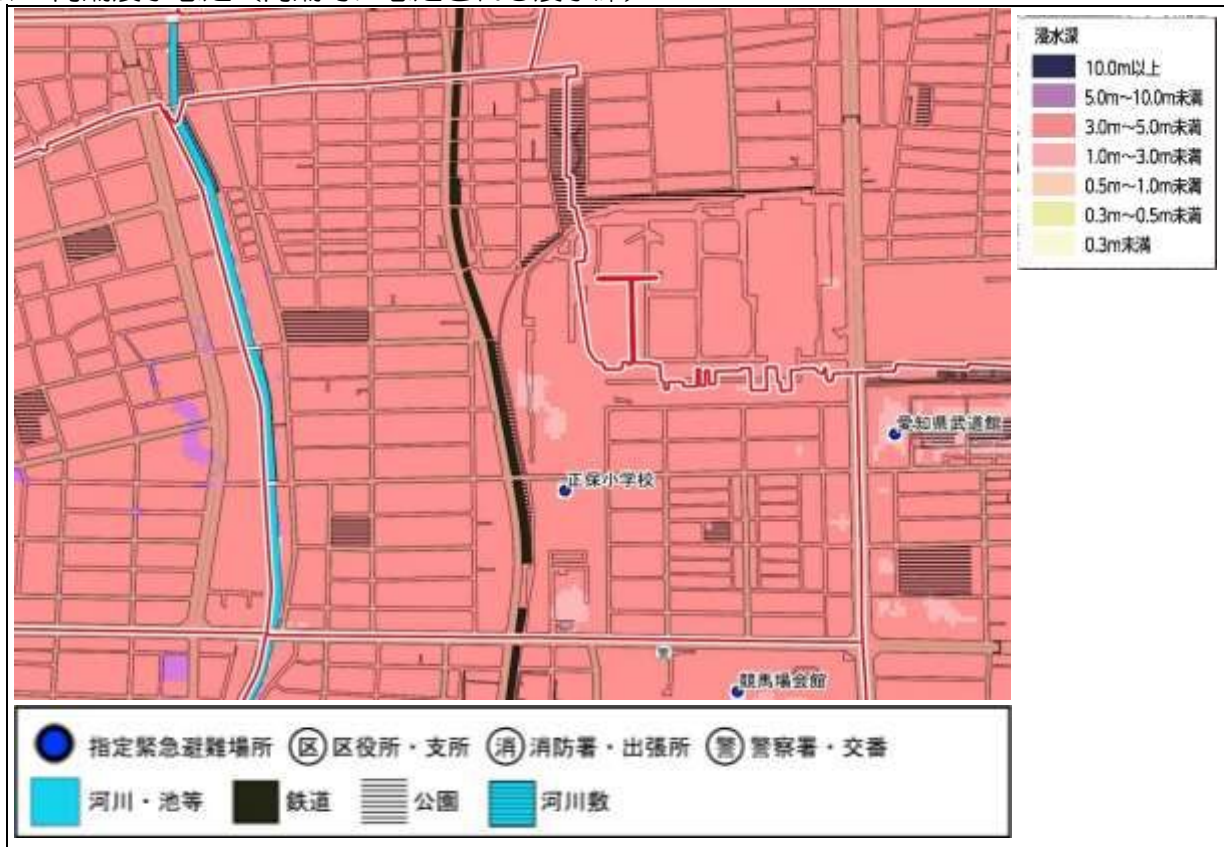 浸水深
10.0m以上
5.0m～10.0m未満
3.0m～5.0m未満
1.0m～3.0m未満
0.5m～1.0m未満
0.3m～0.5m未満
0.3m未満
愛知県武道館
正保小学校
競馬場会館
指定緊急避難場所 区 区役所・支所 消 消防署・出張所 警 警察署・交番
河川・池等 鉄道 公園 河川敷